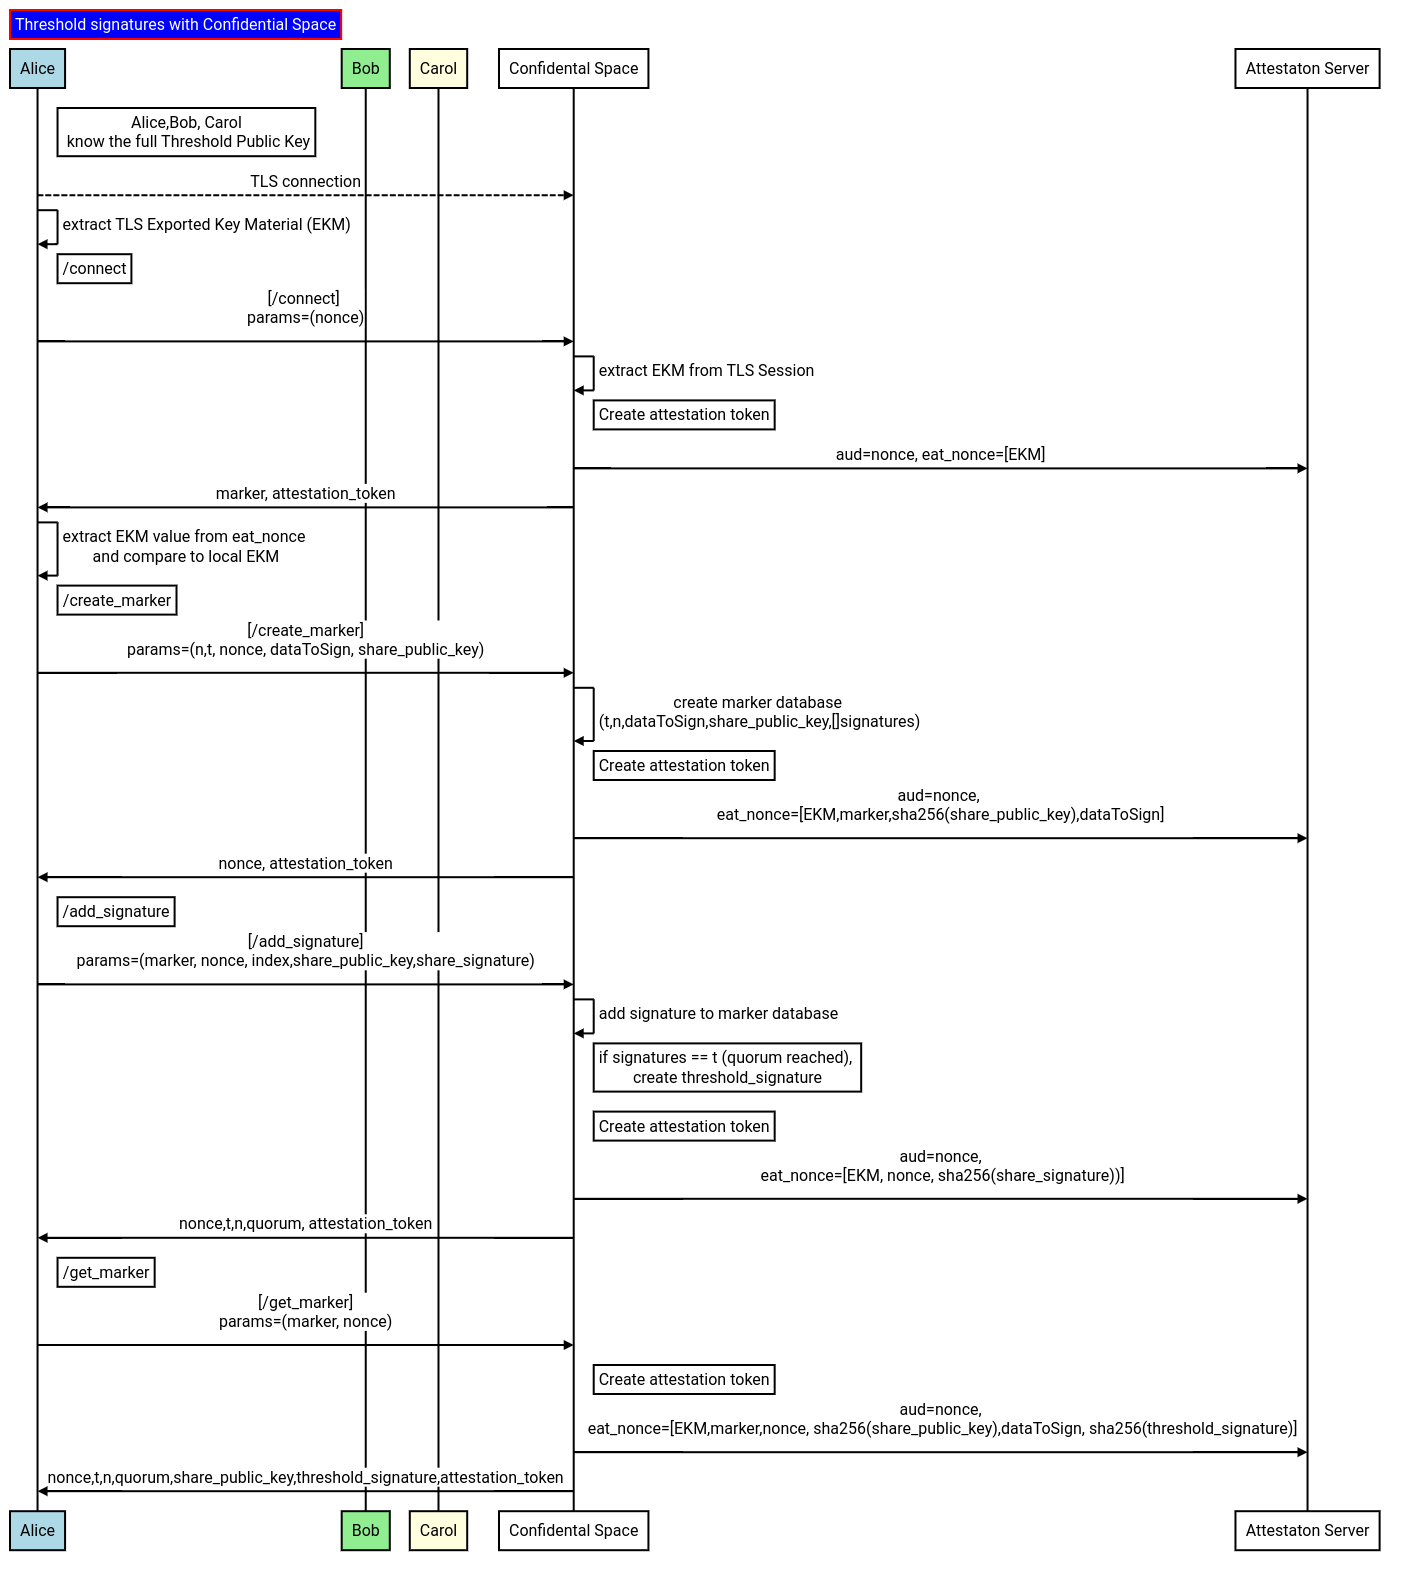 Threshold signatures with Confidential Space
Alice
Bob
Carol
Confidental Space
Attestaton Server
Alice,Bob, Carol
know the full Threshold Public Key
TLS connection
extract TLS Exported Key Material (EKM)
/connect
[/connect]
params=(nonce)
extract EKM from TLS Session
Create attestation token
aud=nonce, eat_nonce=[EKM]
marker, attestation_token
extract EKM value from eat_nonce
and compare to local EKM
/create_marker
[/create_marker]
params=(n,t, nonce, dataToSign, share_public_key)
create marker database
(t,n,dataToSign,share_public_key,[]signatures)
Create attestation token
aud=nonce,
eat_nonce=[EKM,marker,sha256(share_public_key),dataToSign]
nonce, attestation_token
/add_signature
[/add_signature]
params=(marker, nonce, index,share_public_key,share_signature)
add signature to marker database
if signatures == t (quorum reached),
create threshold_signature
Create attestation token
aud=nonce,
eat_nonce=[EKM, nonce, sha256(share_signature))]
nonce,t,n,quorum, attestation_token
/get_marker
[/get_marker]
params=(marker, nonce)
Create attestation token
aud=nonce,
eat_nonce=[EKM,marker,nonce, sha256(share_public_key),dataToSign, sha256(threshold_signature)]
nonce,t,n,quorum,share_public_key,threshold_signature,attestation_token
Alice
Bob
Carol
Confidental Space
Attestaton Server